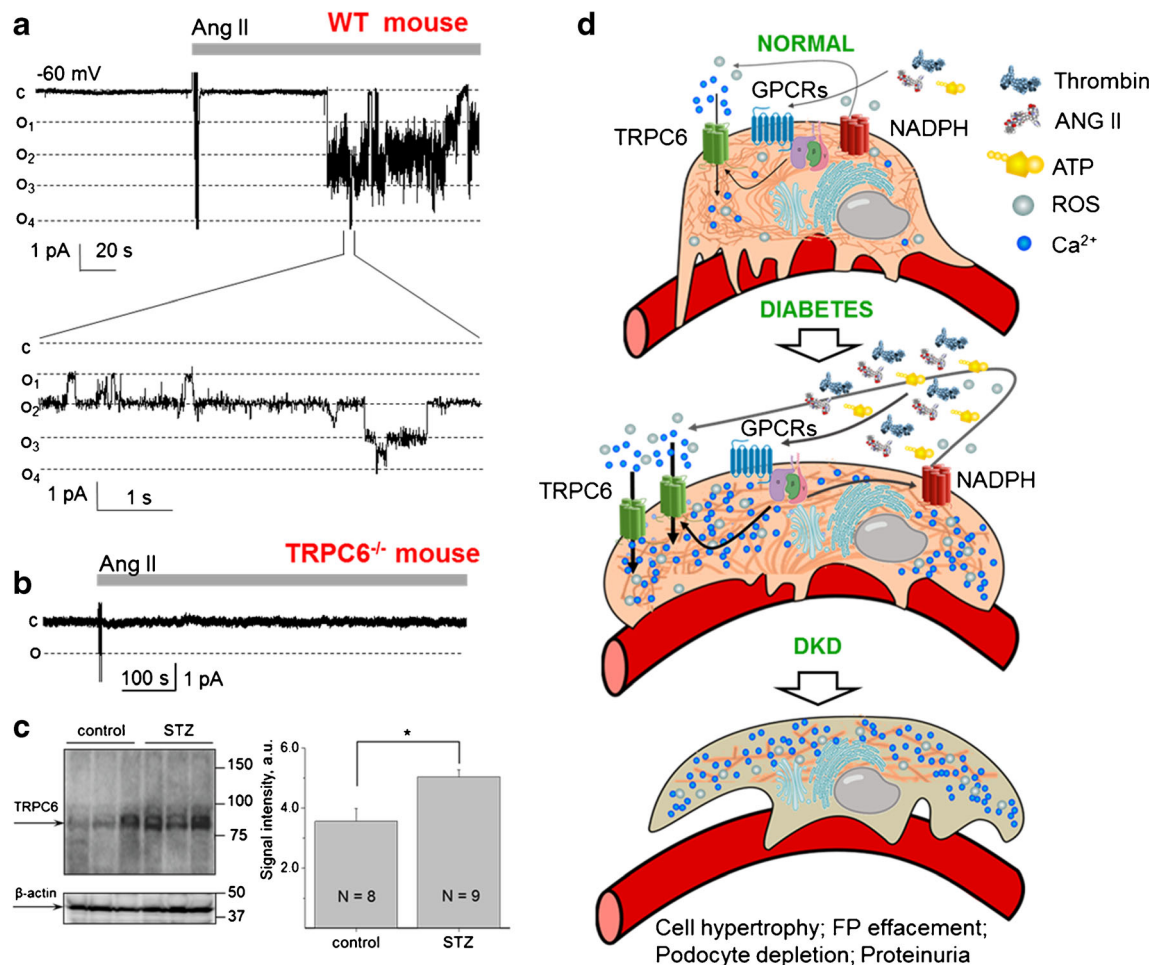 a
Ang II
WT mouse
-60 mV
c
o1
o2
o3
o4
1 pA
20 s
c
o1
o2
o3
o4
1 pA
1 s
b
Ang II
TRPC6-/- mouse
c
o
100 s
1 pA
c
control
STZ
TRPC6
150
100
75
β-actin
50
37
Signal intensity, a.u.
6.0
4.0
2.0
*
N = 8
N = 9
control
STZ
d
NORMAL
GPCRs
TRPC6
NADPH
Thrombin
ANG II
ATP
ROS
Ca2+
DIABETES
GPCRs
TRPC6
NADPH
DKD
Cell hypertrophy; FP effacement;
Podocyte depletion; Proteinuria